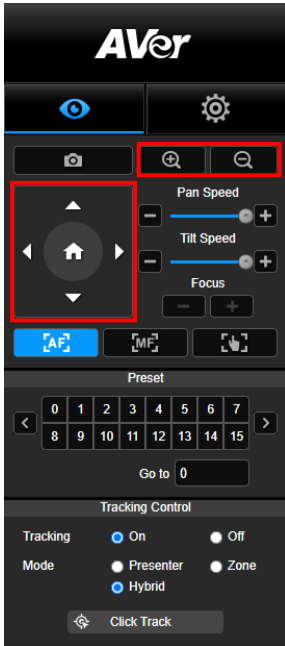 AVer
Pan Speed
Tilt Speed
Focus
[AF] [MF]
Preset
0 1 2 3 4 5 6 7
8 9 10 11 12 13 14 15
Go to 0
Tracking Control
Tracking On Off
Mode Presenter Zone
Hybrid
Click Track